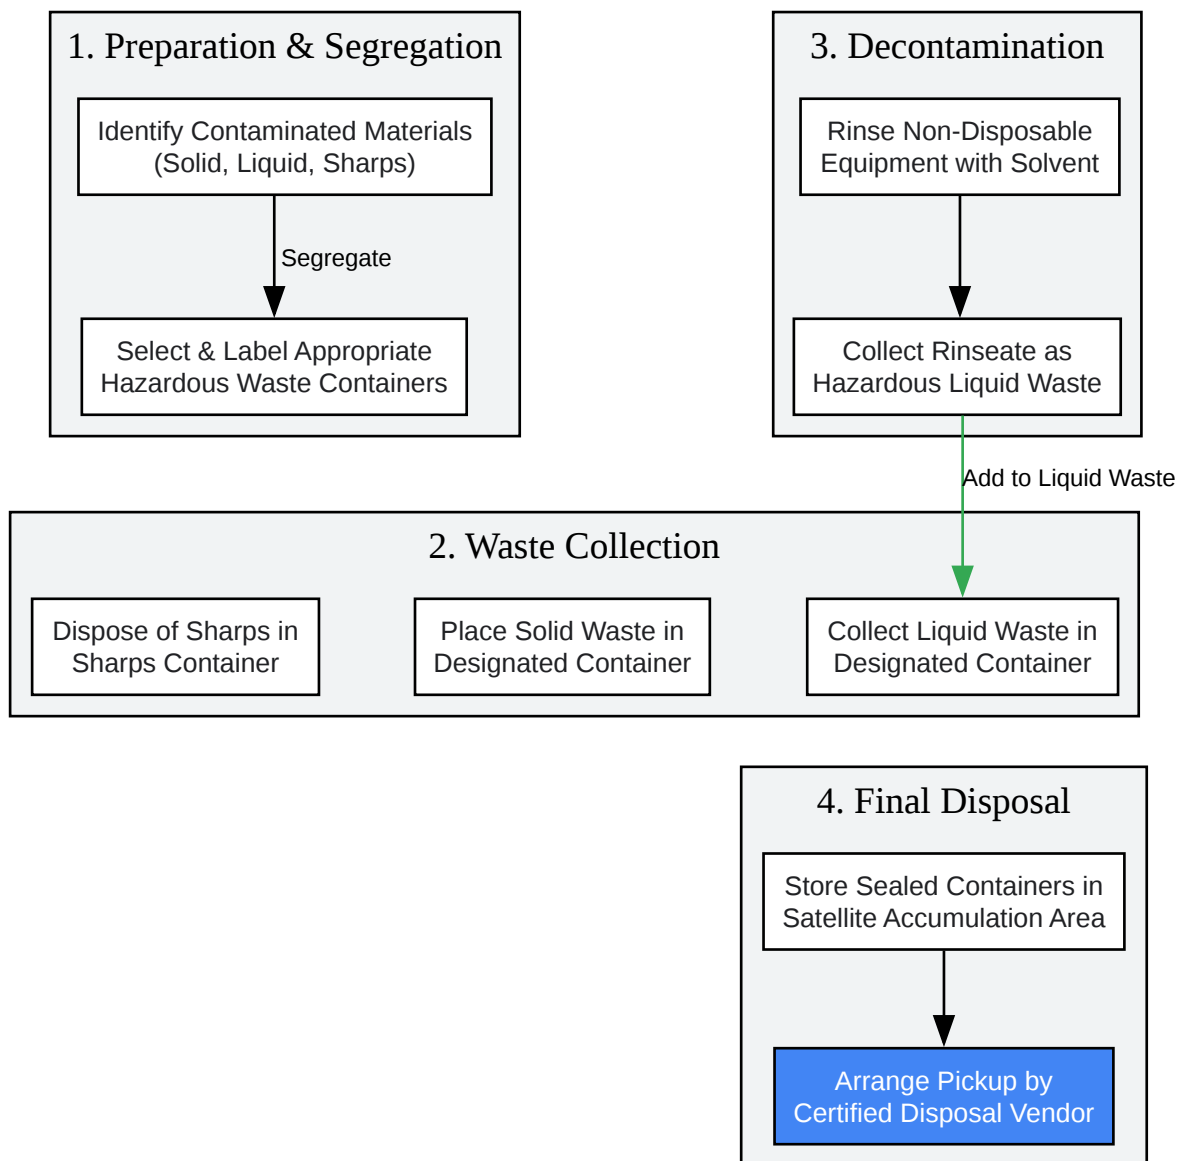 1. Preparation & Segregation
Identify Contaminated Materials
(Solid, Liquid, Sharps)
Segregate
Select & Label Appropriate
Hazardous Waste Containers
3. Decontamination
Rinse Non-Disposable
Equipment with Solvent
Collect Rinseate as
Hazardous Liquid Waste
Add to Liquid Waste
2. Waste Collection
Dispose of Sharps in
Sharps Container
Place Solid Waste in
Designated Container
Collect Liquid Waste in
Designated Container
4. Final Disposal
Store Sealed Containers in
Satellite Accumulation Area
Arrange Pickup by
Certified Disposal Vendor